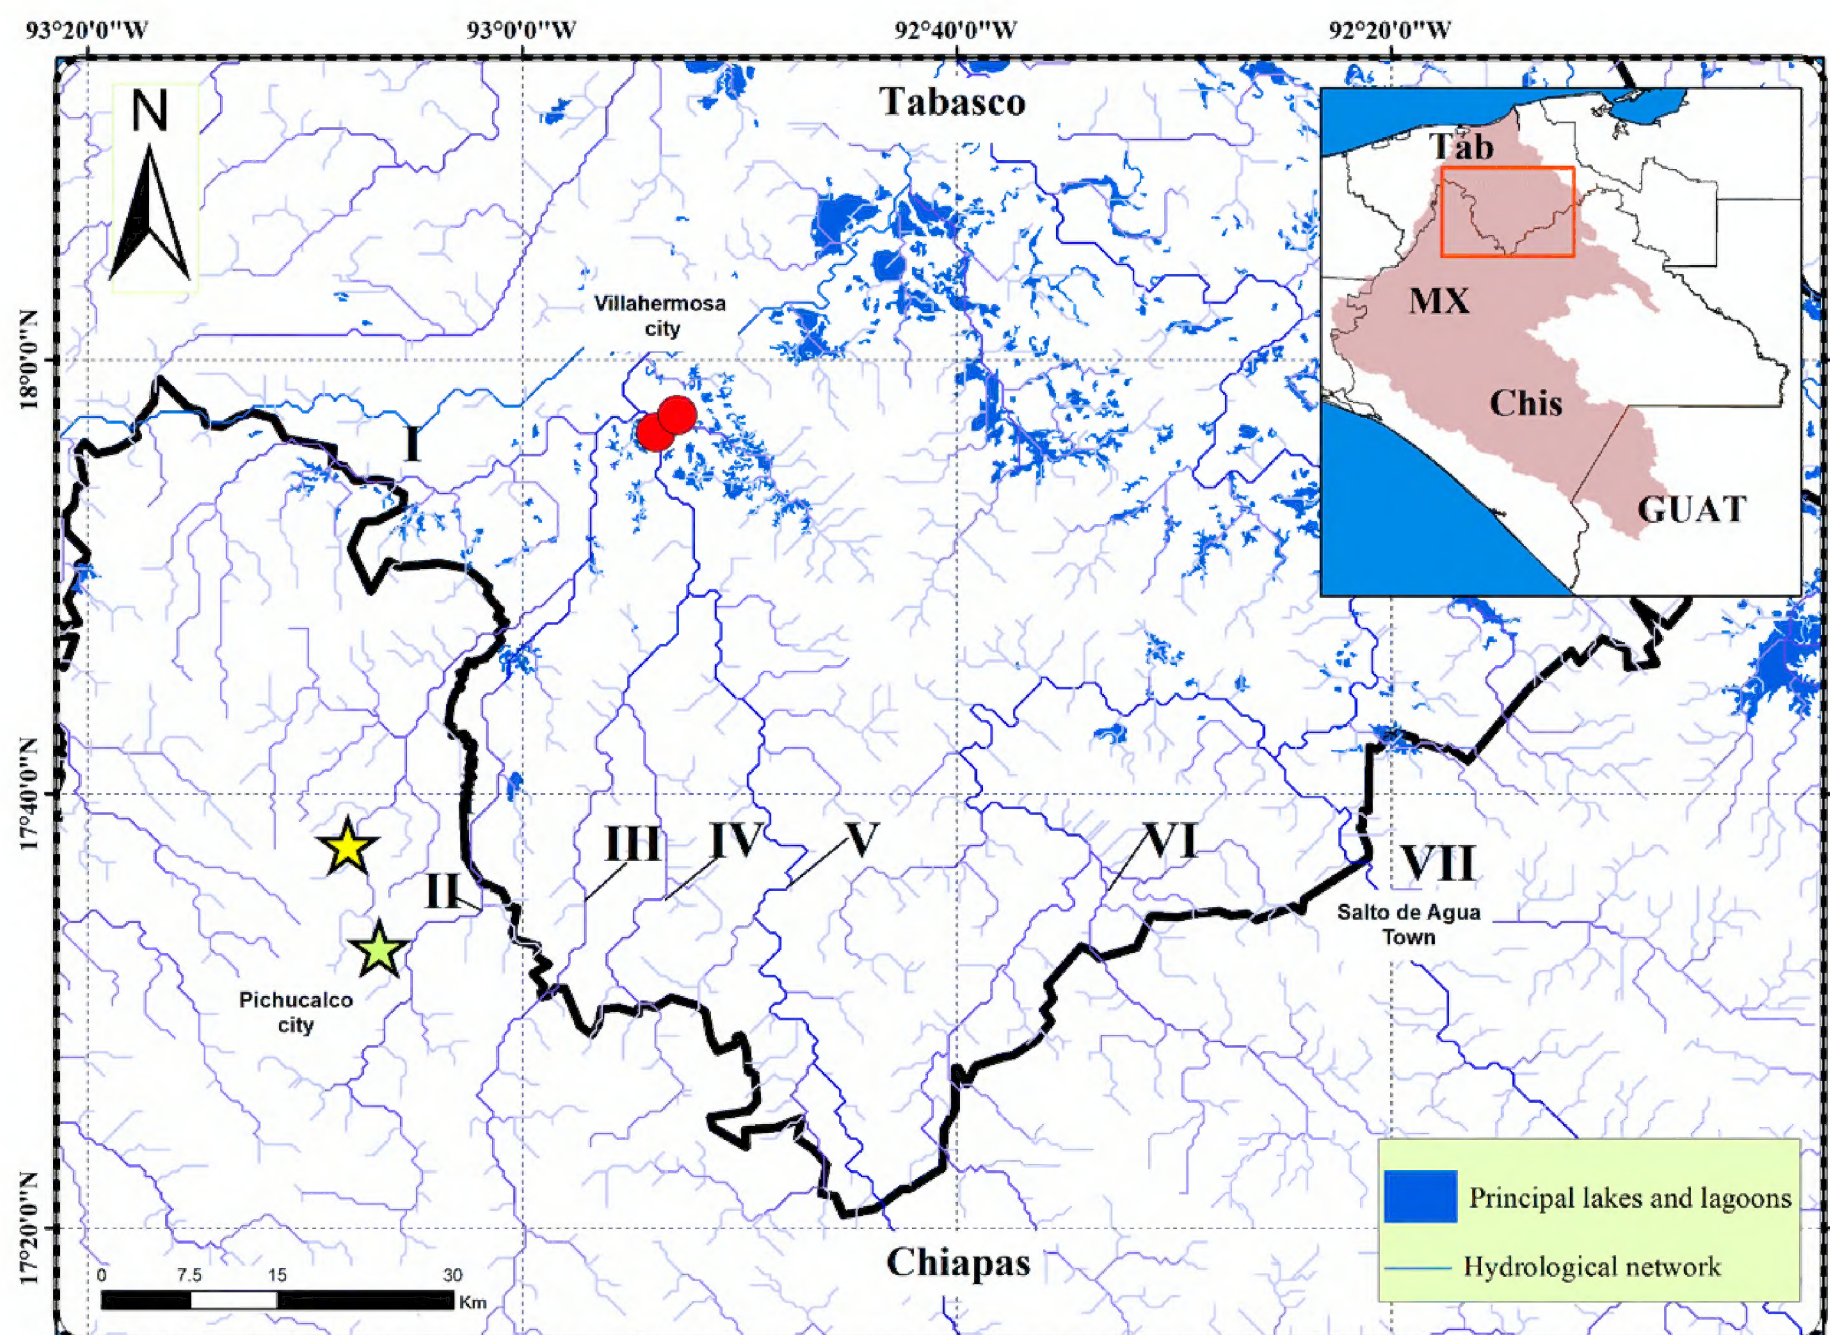 93°20'0"W
93°0'0"W
92°40'0"W
92°20'0"W
N
Tabasco
Tab
MX
Chis
GUAT
Villahermosa
city
18°0'0"N
I
17°40'0"N
II
III
IV
V
VI
VII
Salto de Agua
Town
Pichucalco
city
17°20'0"N
Chiapas
0
7.5
15
30
Km
Principal lakes and lagoons
Hydrological network